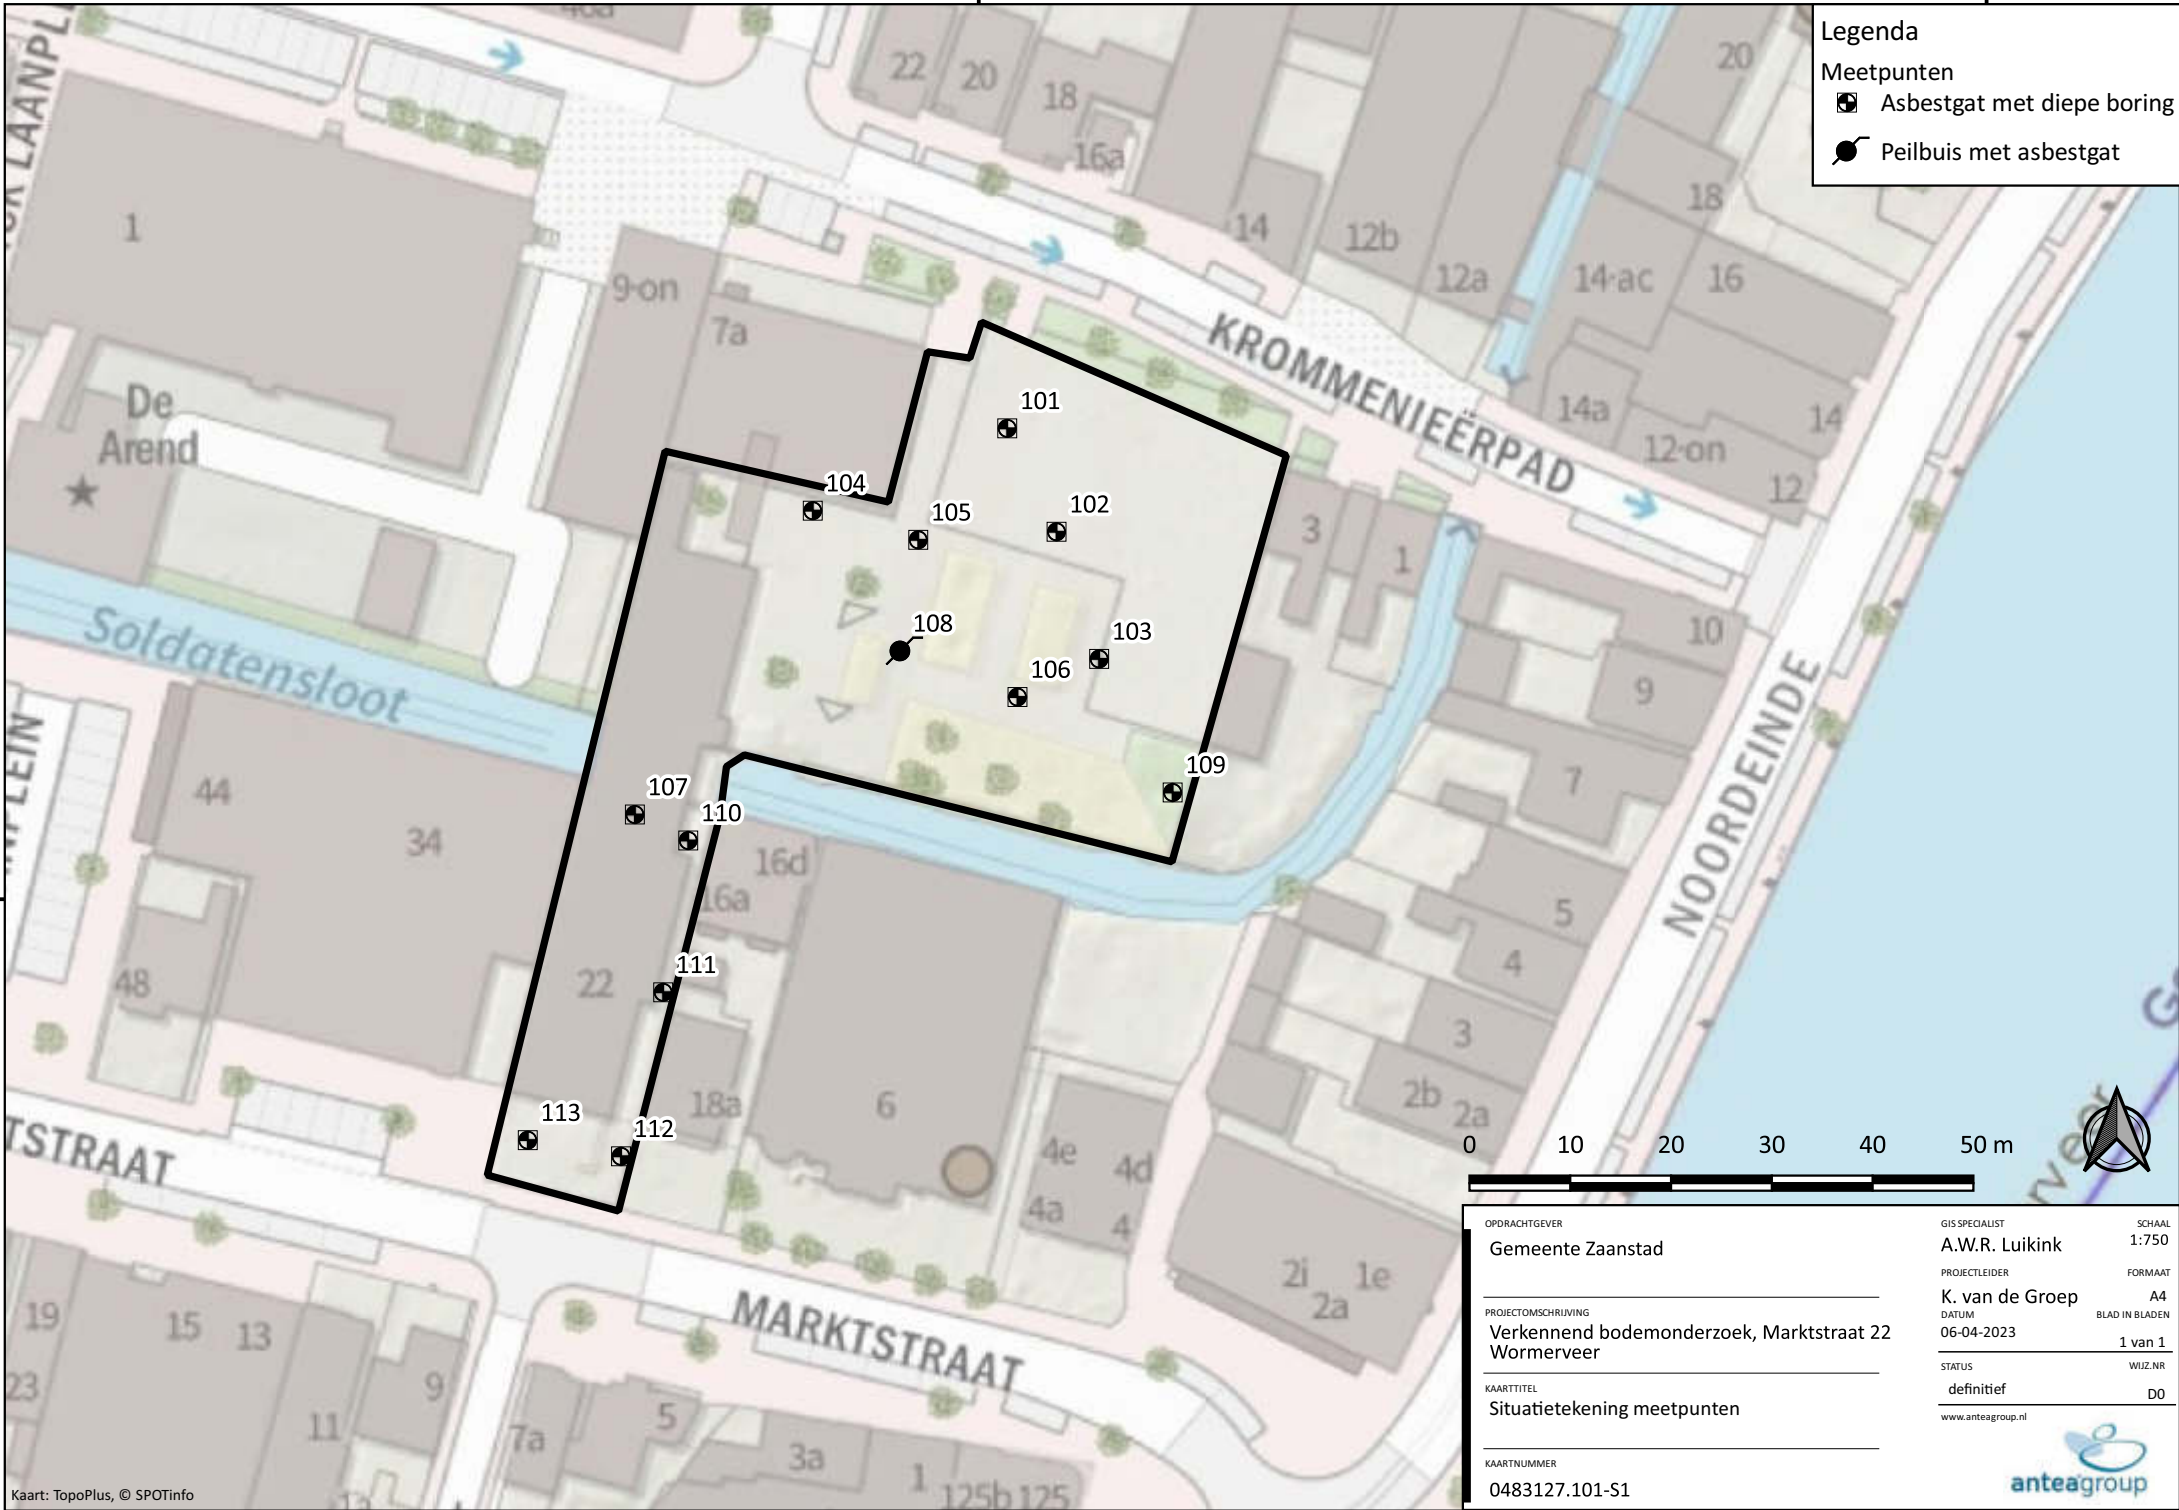 Legenda
Meetpunten
Asbestgat met diepe boring
Peilbuis met asbestgat
22
20
18
16a
14
12b
12a
20
18
14-ac
16
14a
14
12-on
12
1
9-on
7a
De
Arend
KROMMENIEËRPAD
101
102
103
104
105
106
107
108
109
110
111
112
113
3
1
10
9
7
5
4
3
2b
2a
NOORDEINDE
Soldatensloot
44
34
48
22
16d
16a
18a
6
4e
4d
4a
4
2i
1e
2a
TSTRAAT
MARKTSTRAAT
19
15
13
23
11
9
7a
5
3a
1
125b
125
0 10 20 30 40 50 m
OPDRACHTGEVER
Gemeente Zaanstad
PROJECTOMSCHRIJVING
Verkennend bodemonderzoek, Marktstraat 22
Wormerveer
KAARTTITEL
Situatietekening meetpunten
KAARTNUMMER
0483127.101-S1
GIS SPECIALIST
A.W.R. Luikink
SCHAAL
1:750
PROJECTLEIDER
K. van de Groep
FORMAAT
A4
DATUM
06-04-2023
BLAD IN BLADEN
1 van 1
STATUS
definitief
WIJZ.NR
D0
www.anteagroup.nl
anteagroup
Kaart: TopoPlus, © SPOTinfo